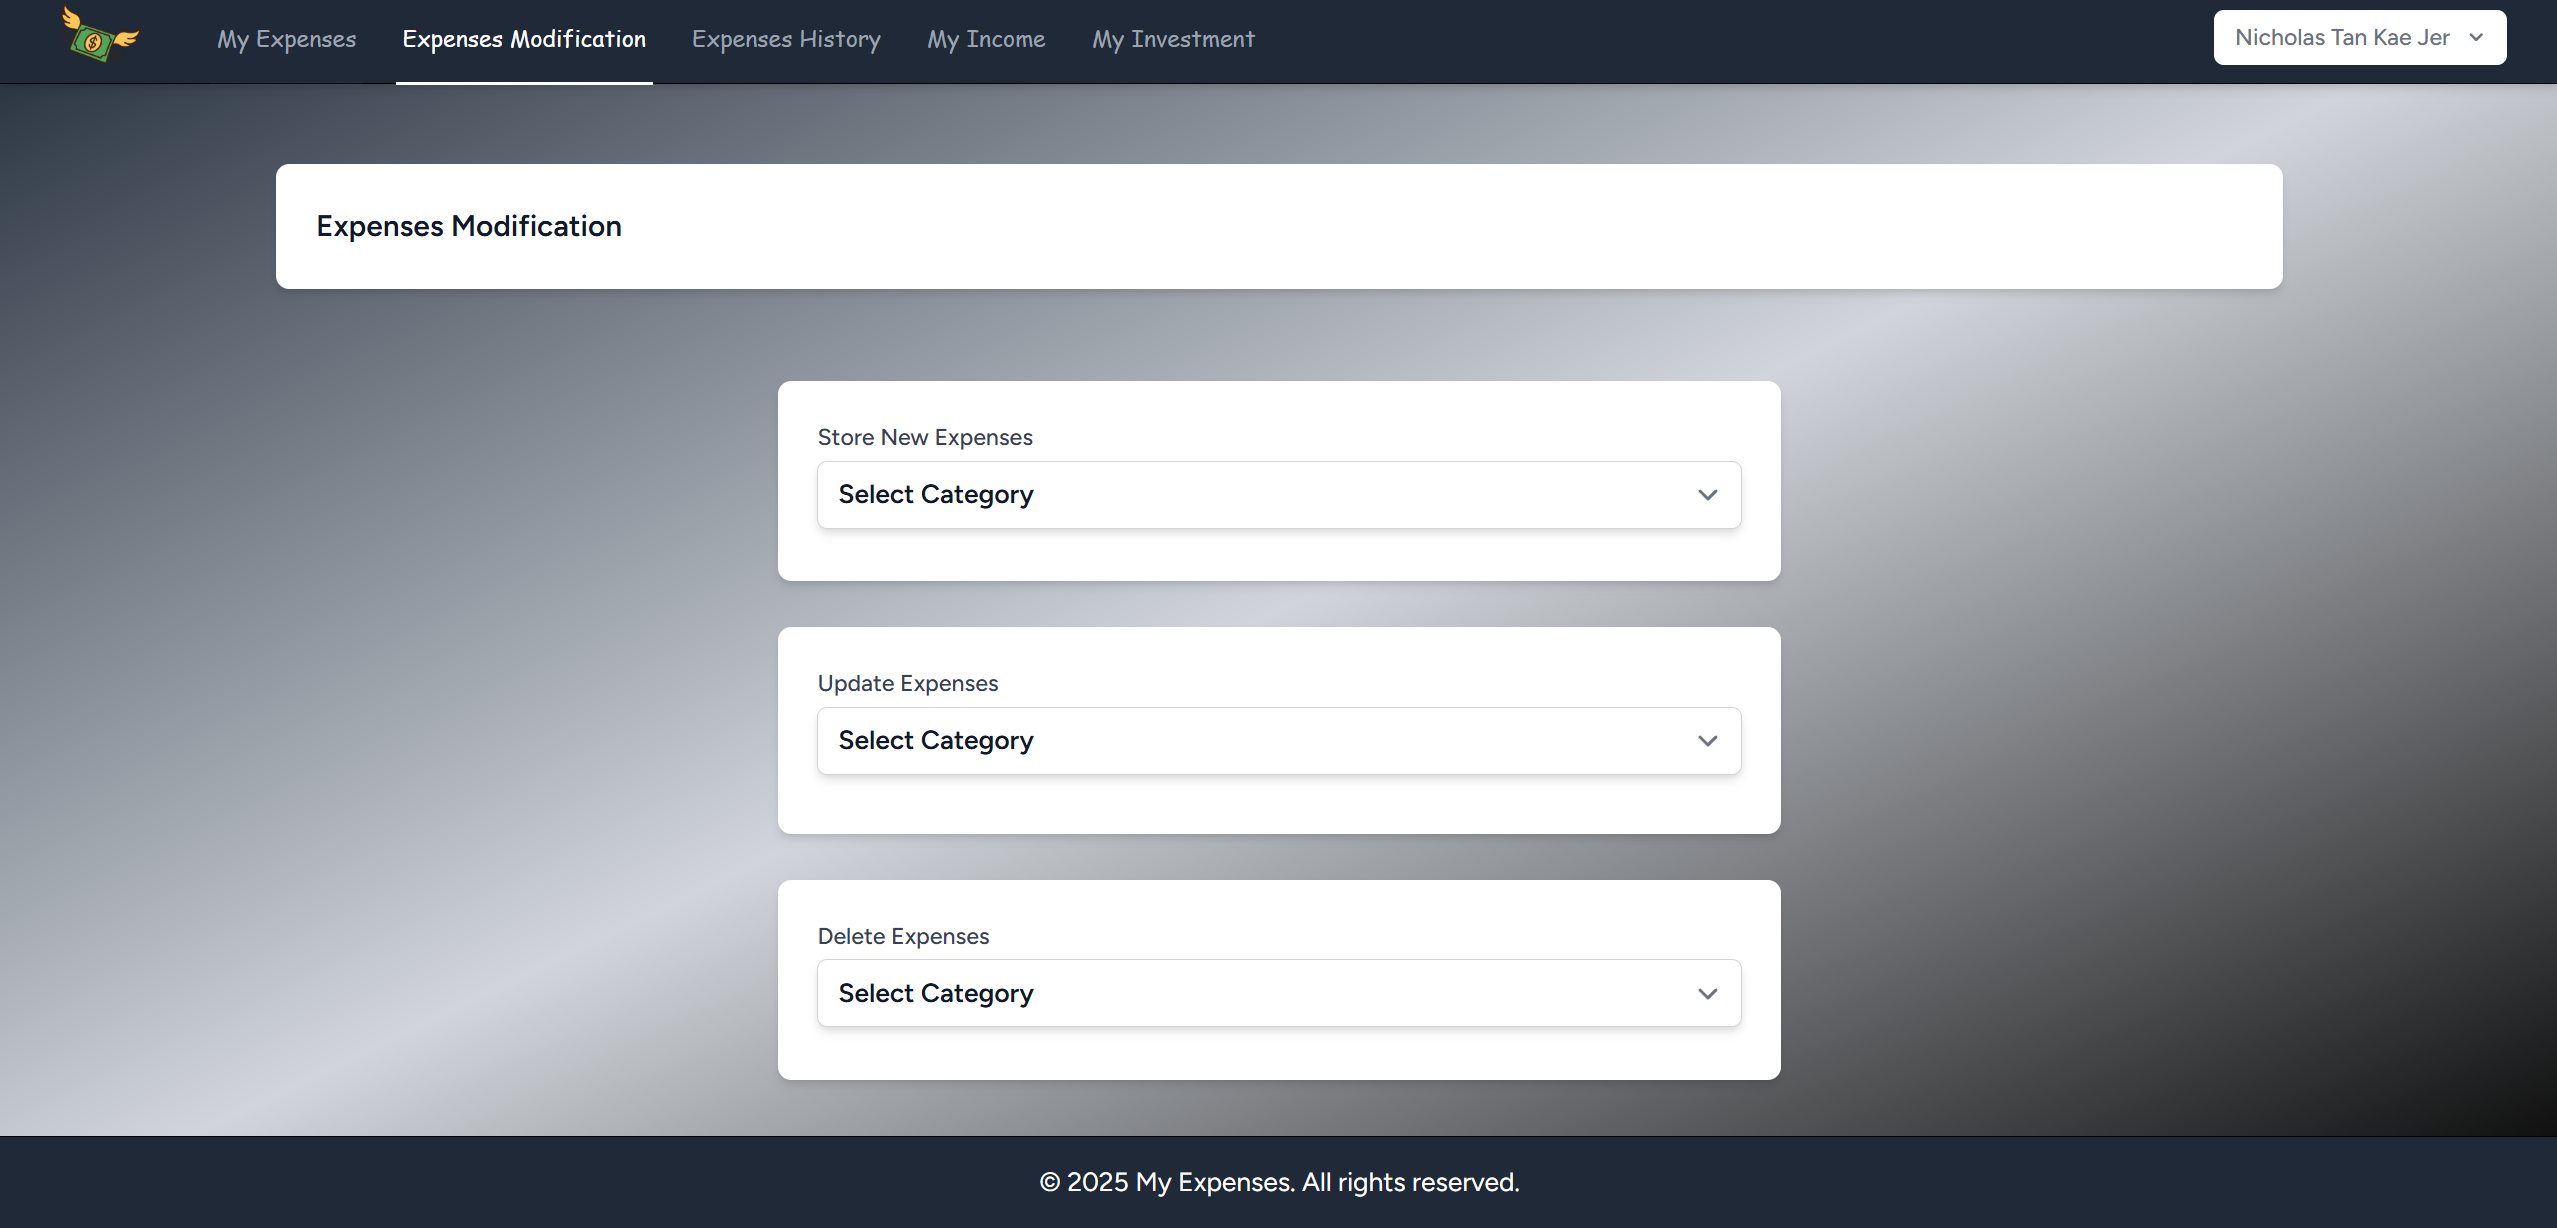 My Expenses Expenses Modification Expenses History My Income My Investment Nicholas Tan Kae Jer
Expenses Modification
Store New Expenses
Select Category
Update Expenses
Select Category
Delete Expenses
Select Category
© 2025 My Expenses. All rights reserved.